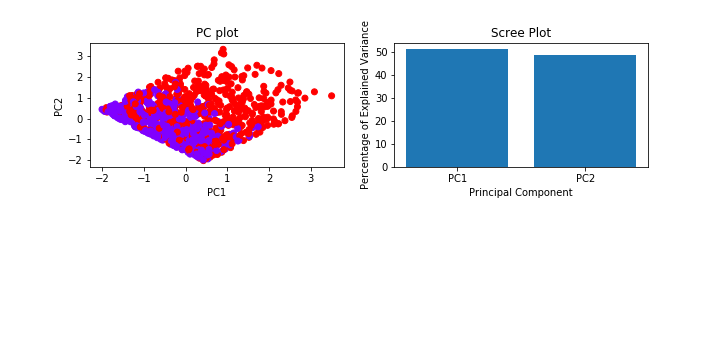 PC plot
3
2
1
0
−1
−2
PC2
−2
−1
0
1
2
3
PC1
Scree Plot
50
40
30
20
10
0
Percentage of Explained Variance
PC1
PC2
Principal Component